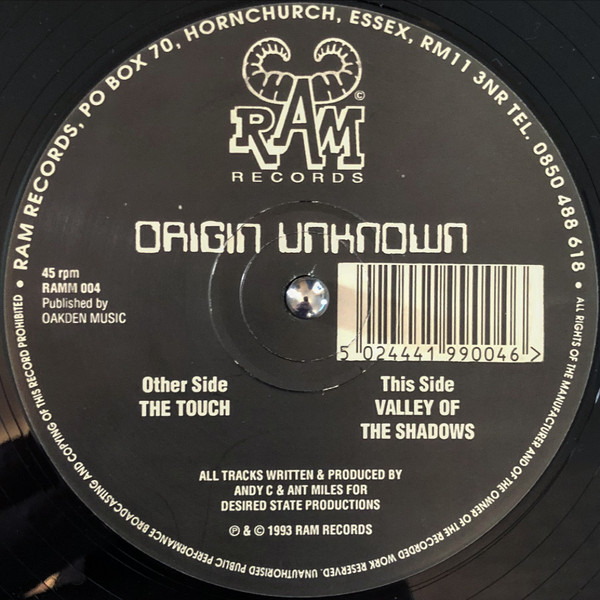 • RAM RECORDS, PO BOX 70, HORNCHURCH, ESSEX, RM11 3NR TEL. 0850 488 618 •
RAM
©
RECORDS
ORIGIN UNKNOWN
45 rpm
RAMM 004
Published by
OAKDEN MUSIC
5 024441 990046 >
Other Side
THE TOUCH
This Side
VALLEY OF
THE SHADOWS
ALL TRACKS WRITTEN & PRODUCED BY
ANDY C & ANT MILES FOR
DESIRED STATE PRODUCTIONS
℗ & © 1993 RAM RECORDS
ALL RIGHTS OF THE MANUFACTURER AND OF THE OWNER OF THE RECORDED WORK RESERVED. UNAUTHORISED PUBLIC PERFORMANCE BROADCASTING AND COPYING OF THIS RECORD PROHIBITED